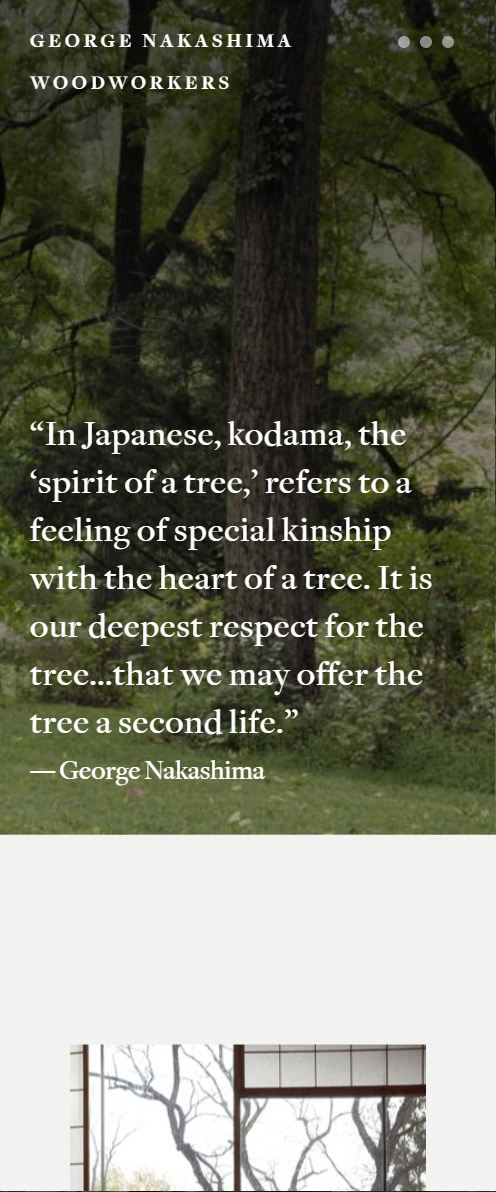 GEORGE NAKASHIMA
WOODWORKERS
“In Japanese, kodama, the
‘spirit of a tree,’ refers to a
feeling of special kinship
with the heart of a tree. It is
our deepest respect for the
tree...that we may offer the
tree a second life.”
— George Nakashima